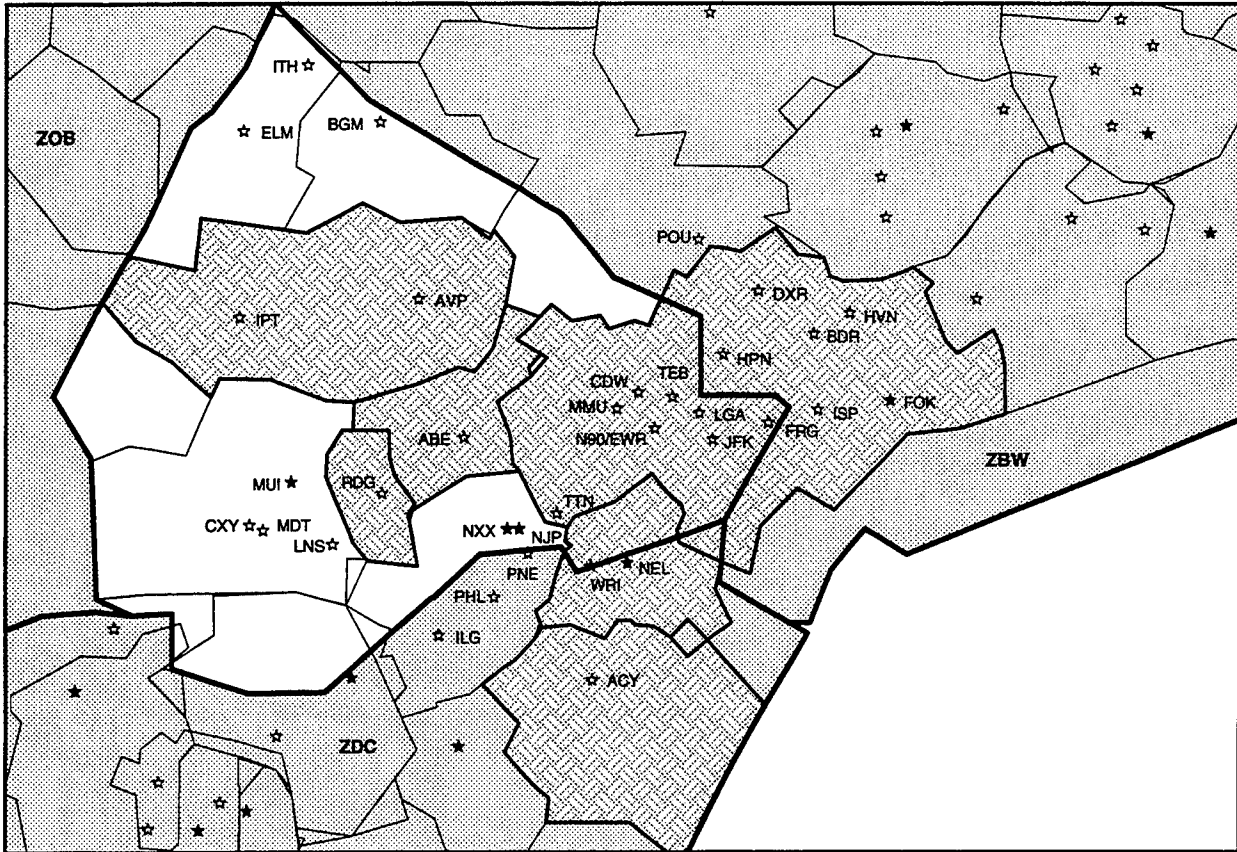 ITH
BGM
ELM
ZOB
POU
DXR
AVP
IPT
HVN
BDR
HPN
TEB
CDW
MMU
LGA
FOK
ISP
FRG
N90/EWR
JFK
ABE
ZBW
MUI
RDG
TTN
CXY
MDT
NXX
NJP
LNS
PNE
NEL
WRI
PHL
ILG
ACY
ZDC